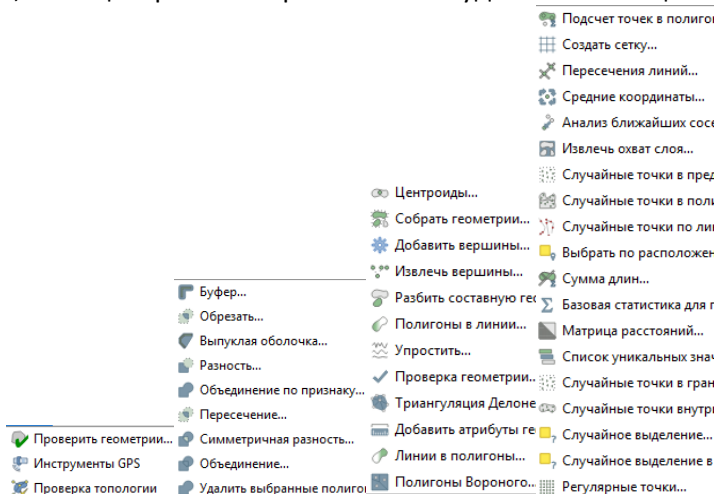 Проверить геометрии...
Инструменты GPS
Проверка топологии
Буфер...
Обрезать...
Выпуклая оболочка...
Разность...
Объединение по признаку...
Пересечение...
Симметричная разность...
Объединение...
Удалить выбранные полиго
Центроиды...
Собрать геометрии...
Добавить вершины...
Извлечь вершины...
Разбить составную гео
Полигоны в линии...
Упростить...
Проверка геометрии..
Триангуляция Делоне
Добавить атрибуты ге
Линии в полигоны...
Полигоны Вороного..
Подсчет точек в полигон
Создать сетку...
Пересечения линий...
Средние координаты...
Анализ ближайших сосе
Извлечь охват слоя...
Случайные точки в пред
Случайные точки в поли
Случайные точки по ли
Выбрать по расположен
Сумма длин...
Базовая статистика для п
Матрица расстояний...
Список уникальных знач
Случайные точки в гран
Случайные точки внутри
Случайное выделение...
Случайное выделение в
Регулярные точки...